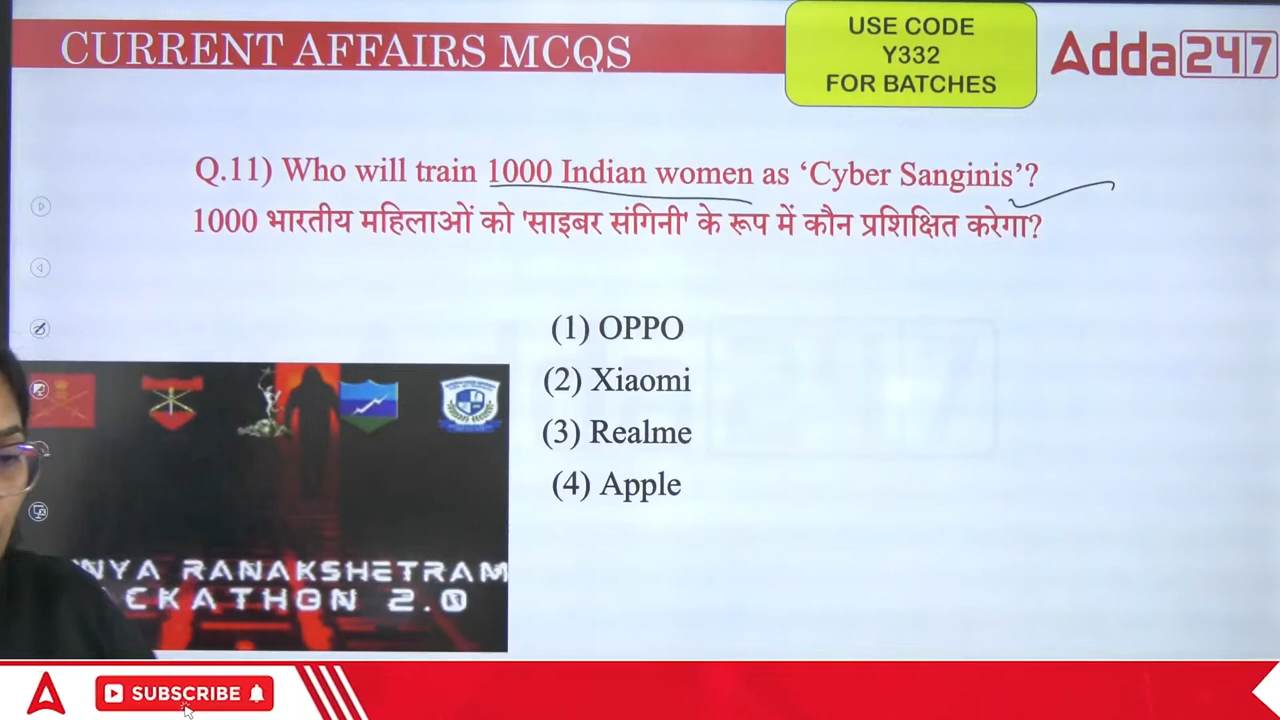 CURRENT AFFAIRS MCQS
USE CODE
Y332
FOR BATCHES
Adda247
Q.11) Who will train 1000 Indian women as ‘Cyber Sanginis’?
1000 भारतीय महिलाओं को 'साइबर संगिनी' के रूप में कौन प्रशिक्षित करेगा?
(1) OPPO
(2) Xiaomi
(3) Realme
(4) Apple
NYA RANAKSHETRAM
CKATHON 2.0
SUBSCRIBE